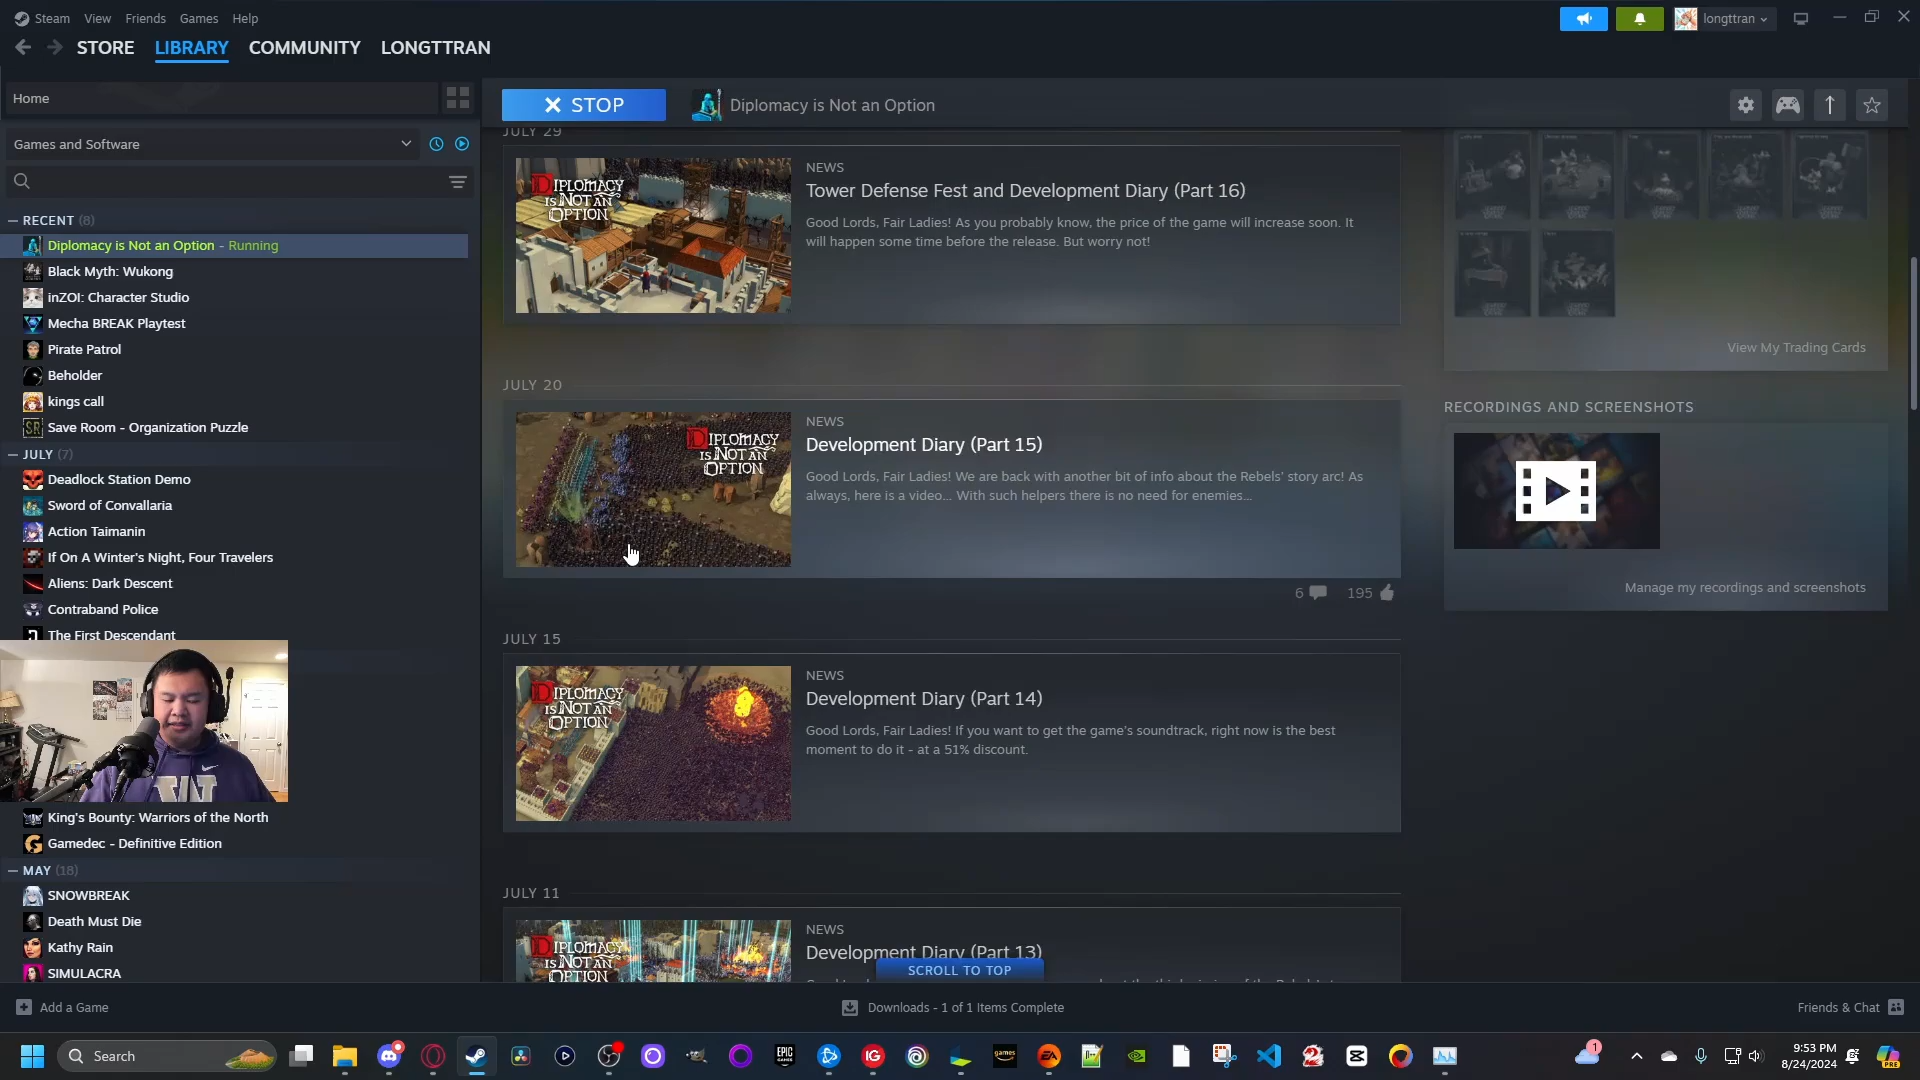 Steam View Friends Games Help
longttran
STORE LIBRARY COMMUNITY LONGTTRAN
Home
STOP
Diplomacy is Not an Option
Games and Software
RECENT (8)
Diplomacy is Not an Option - Running
Black Myth: Wukong
inZOI: Character Studio
Mecha BREAK Playtest
Pirate Patrol
Beholder
kings call
SR Save Room - Organization Puzzle
JULY (7)
Deadlock Station Demo
Sword of Convallaria
Action Taimanin
If On A Winter's Night, Four Travelers
Aliens: Dark Descent
Contraband Police
The First Descendant
W
King's Bounty: Warriors of the North
Gamedec - Definitive Edition
MAY (18)
SNOWBREAK
Death Must Die
Kathy Rain
SIMULACRA
JULY 29
DIPLOMACY
IS NOT AN
OPTION
NEWS
Tower Defense Fest and Development Diary (Part 16)
Good Lords, Fair Ladies! As you probably know, the price of the game will increase soon. It
will happen some time before the release. But worry not!
JULY 20
DIPLOMACY
IS NOT AN
OPTION
NEWS
Development Diary (Part 15)
Good Lords, Fair Ladies! We are back with another bit of info about the Rebels' story arc! As
always, here is a video... With such helpers there is no need for enemies...
6 195
JULY 15
DIPLOMACY
IS NOT AN
OPTION
NEWS
Development Diary (Part 14)
Good Lords, Fair Ladies! If you want to get the game's soundtrack, right now is the best
moment to do it - at a 51% discount.
JULY 11
DIPLOMACY
IS NOT AN
OPTION
NEWS
Development Diary (Part 13)
SCROLL TO TOP
View My Trading Cards
RECORDINGS AND SCREENSHOTS
Manage my recordings and screenshots
Add a Game
Downloads - 1 of 1 Items Complete
Friends & Chat
Search
EPIC
GAMES
IG
games
EA
1
9:53 PM
8/24/2024
PRE